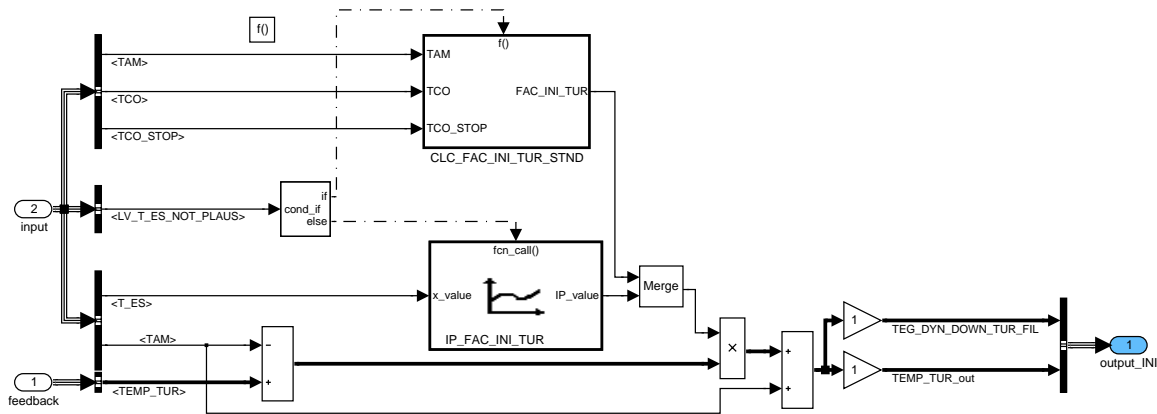 f()
f()
<TAM>
TAM
<TCO>
TCO
FAC_INI_TUR
<TCO_STOP>
TCO_STOP
CLC_FAC_INI_TUR_STND
2
input
<LV_T_ES_NOT_PLAUS>
cond_if
if
else
fcn_call()
<T_ES>
x_value
IP_value
IP_FAC_INI_TUR
Merge
<TAM>
−
+
×
+
+
1
TEG_DYN_DOWN_TUR_FIL
1
TEMP_TUR_out
1
output_INI
1
feedback
<TEMP_TUR>